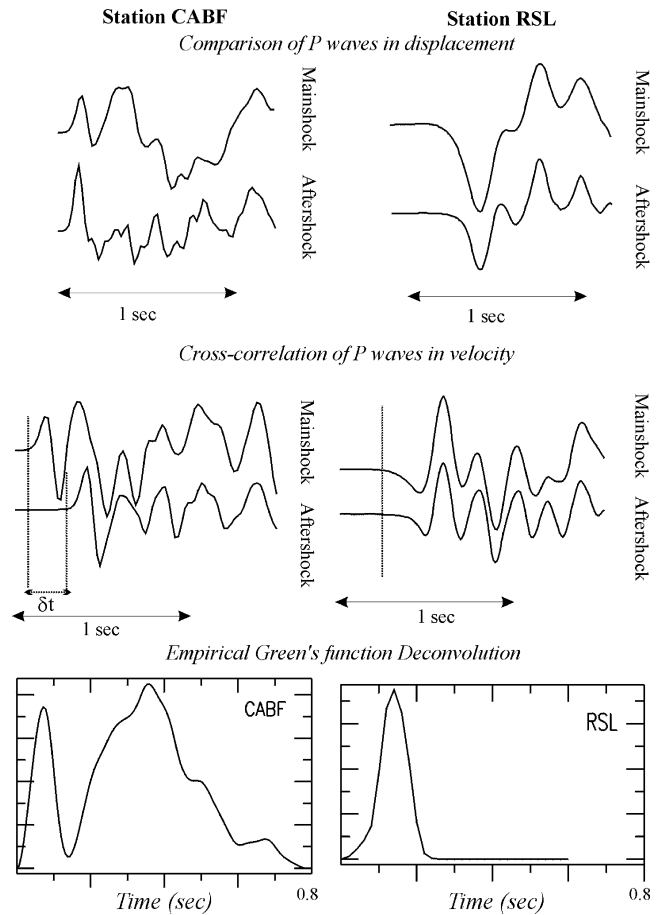 Station CABF
Station RSL
Comparison of P waves in displacement
Mainshock
Aftershock
Mainshock
Aftershock
1 sec
1 sec
Cross-correlation of P waves in velocity
Mainshock
Aftershock
Mainshock
Aftershock
δt
1 sec
1 sec
Empirical Green's function Deconvolution
CABF
RSL
Time (sec)
0.8
Time (sec)
0.8